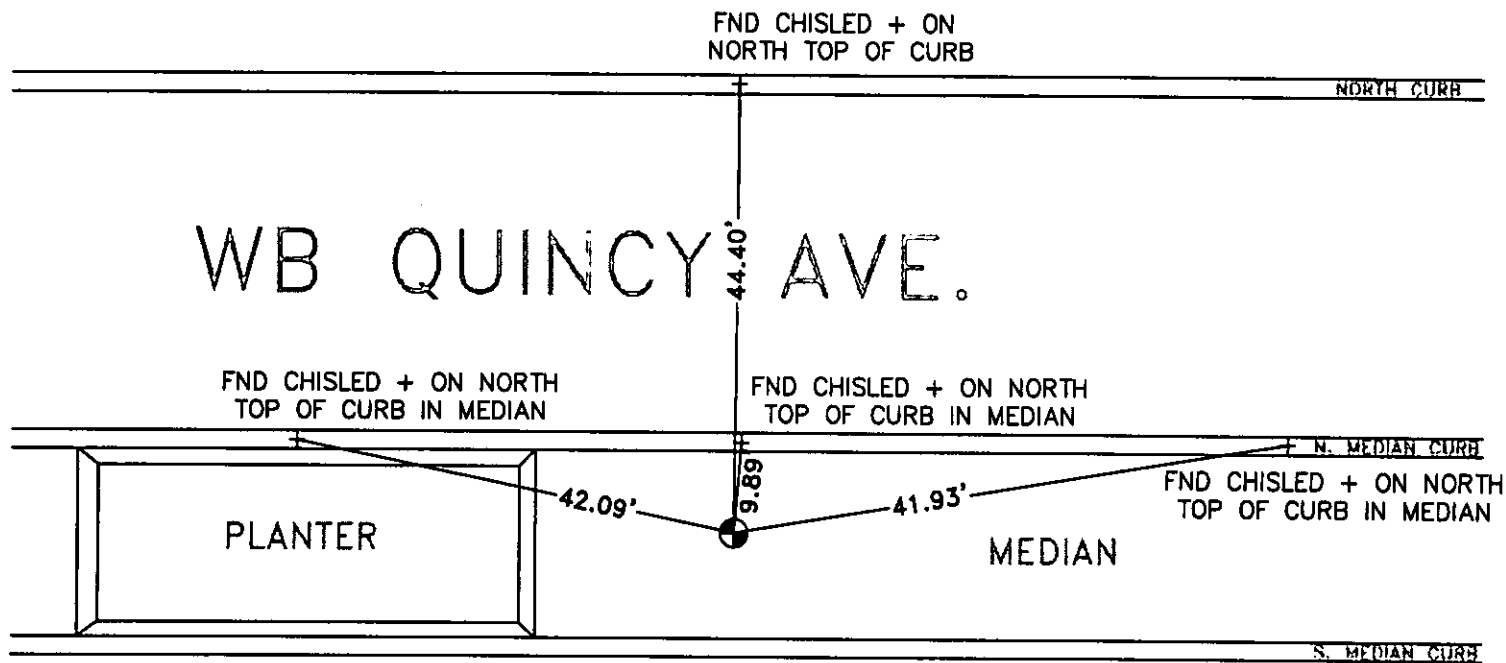 FND CHISLED + ON
NORTH TOP OF CURB
NORTH CURB
WB QUINCY AVE.
44.40'
FND CHISLED + ON NORTH
TOP OF CURB IN MEDIAN
FND CHISLED + ON NORTH
TOP OF CURB IN MEDIAN
N. MEDIAN CURB
FND CHISLED + ON NORTH
TOP OF CURB IN MEDIAN
42.09'
9.89
41.93'
PLANTER
MEDIAN
S. MEDIAN CURB